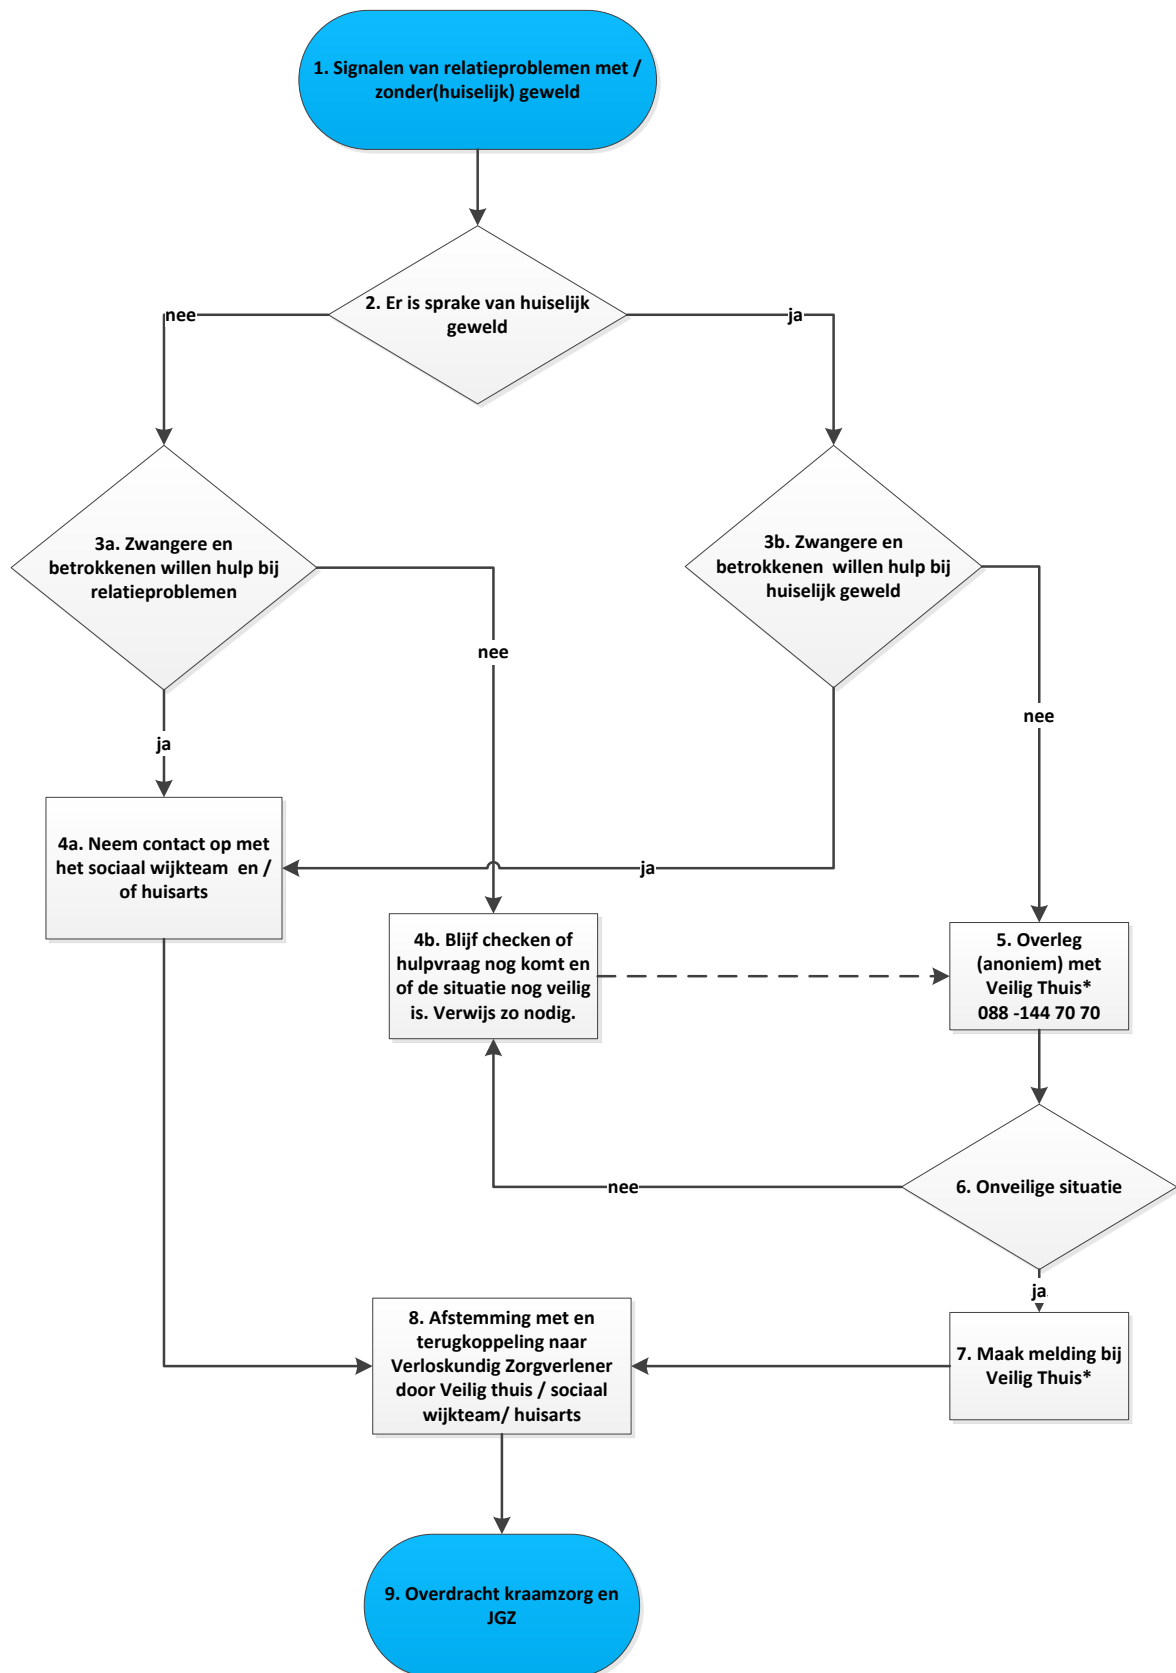 1. Signalen van relatieproblemen met /
zonder(huiselijk) geweld
2. Er is sprake van huiselijk
geweld
nee
ja
3a. Zwangere en
betrokkenen willen hulp bij
relatieproblemen
3b. Zwangere en
betrokkenen  willen hulp bij
huiselijk geweld
nee
nee
ja
4a. Neem contact op met
het sociaal wijkteam  en /
of huisarts
ja
4b. Blijf checken of
hulpvraag nog komt en
of de situatie nog veilig
is. Verwijs zo nodig.
5. Overleg
(anoniem) met
Veilig Thuis*
088 -144 70 70
6. Onveilige situatie
nee
ja
7. Maak melding bij
Veilig Thuis*
8. Afstemming met en
terugkoppeling naar
Verloskundig Zorgverlener
door Veilig thuis / sociaal
wijkteam/ huisarts
9. Overdracht kraamzorg en
JGZ